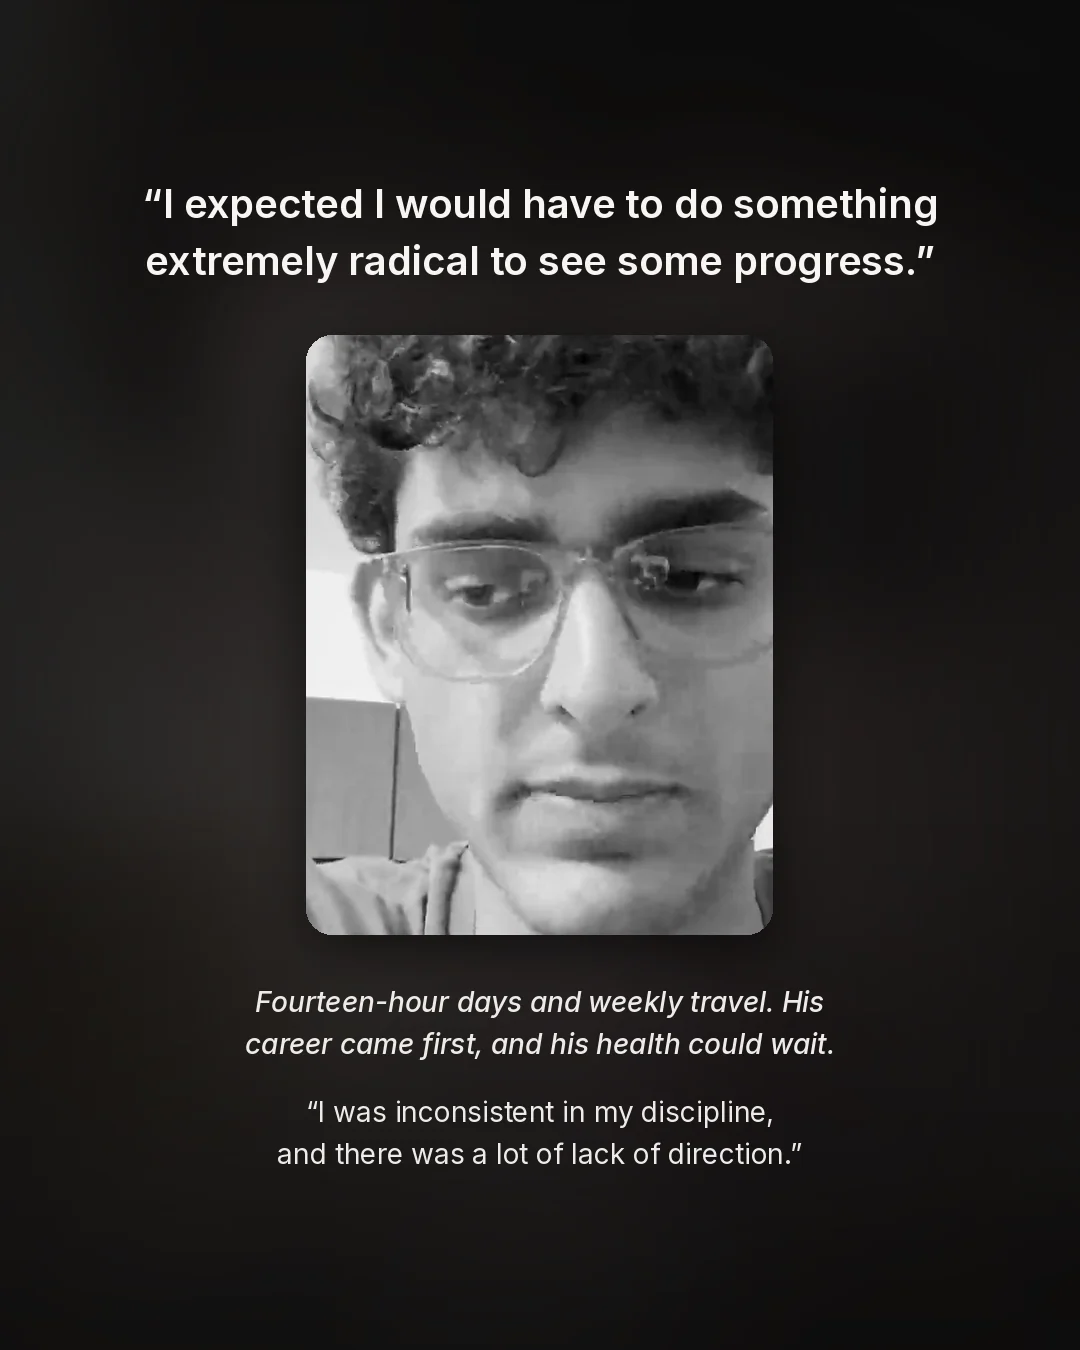 “I expected I would have to do something
extremely radical to see some progress.”
Fourteen-hour days and weekly travel. His
career came first, and his health could wait.
“I was inconsistent in my discipline,
and there was a lot of lack of direction.”